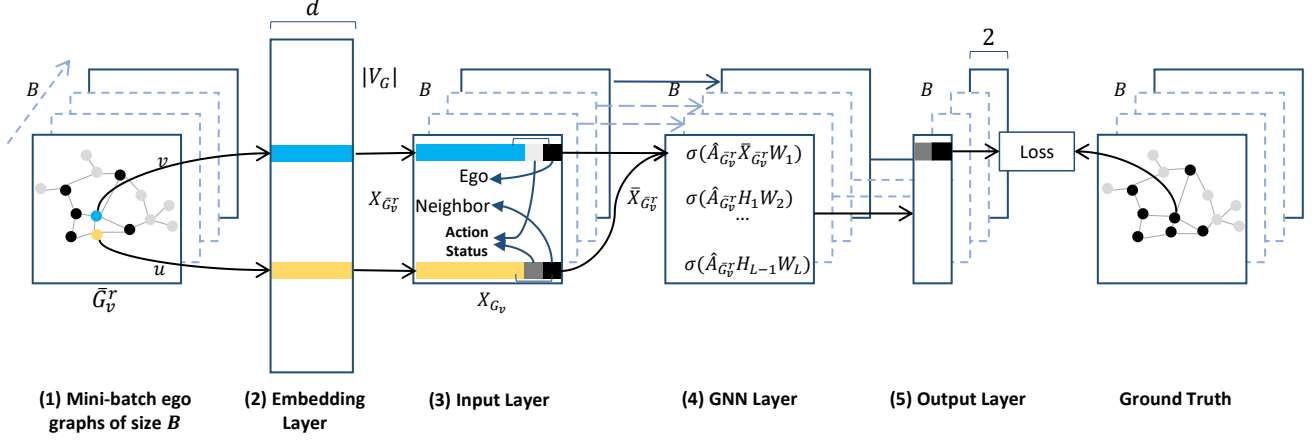 d
2
|V_G|
B
B
B
B
v
σ(Â_{Ḡ_v^r} X̄_{Ḡ_v^r} W_1)
Loss
Ego
X_{Ḡ_v^r}
Neighbor
X̄_{Ḡ_v^r}
σ(Â_{Ḡ_v^r} H_1 W_2)
...
Action
Status
u
σ(Â_{Ḡ_v^r} H_{L-1} W_L)
Ḡ_v^r
X_{G_v}
(1) Mini-batch ego
graphs of size B
(2) Embedding
Layer
(3) Input Layer
(4) GNN Layer
(5) Output Layer
Ground Truth